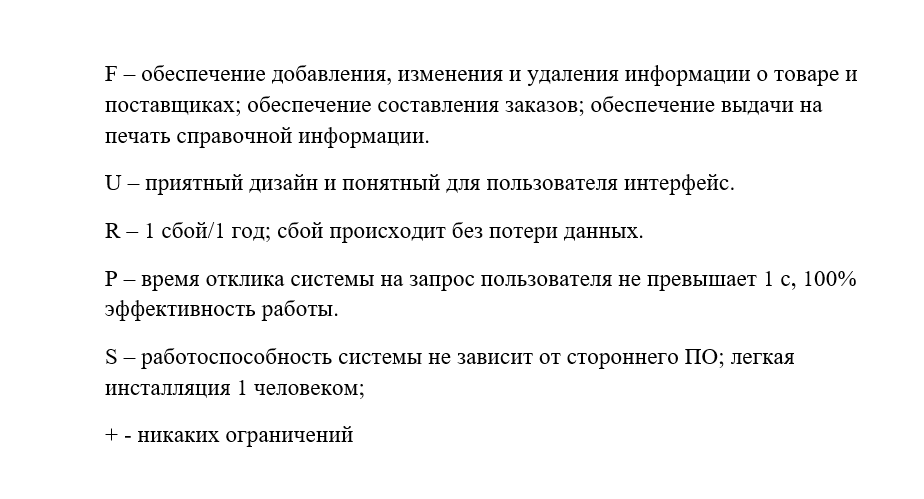 F – обеспечение добавления, изменения и удаления информации о товаре и
поставщиках; обеспечение составления заказов; обеспечение выдачи на
печать справочной информации.
U – приятный дизайн и понятный для пользователя интерфейс.
R – 1 сбой/1 год; сбой происходит без потери данных.
P – время отклика системы на запрос пользователя не превышает 1 с, 100%
эффективность работы.
S – работоспособность системы не зависит от стороннего ПО; легкая
инсталляция 1 человеком;
+ - никаких ограничений